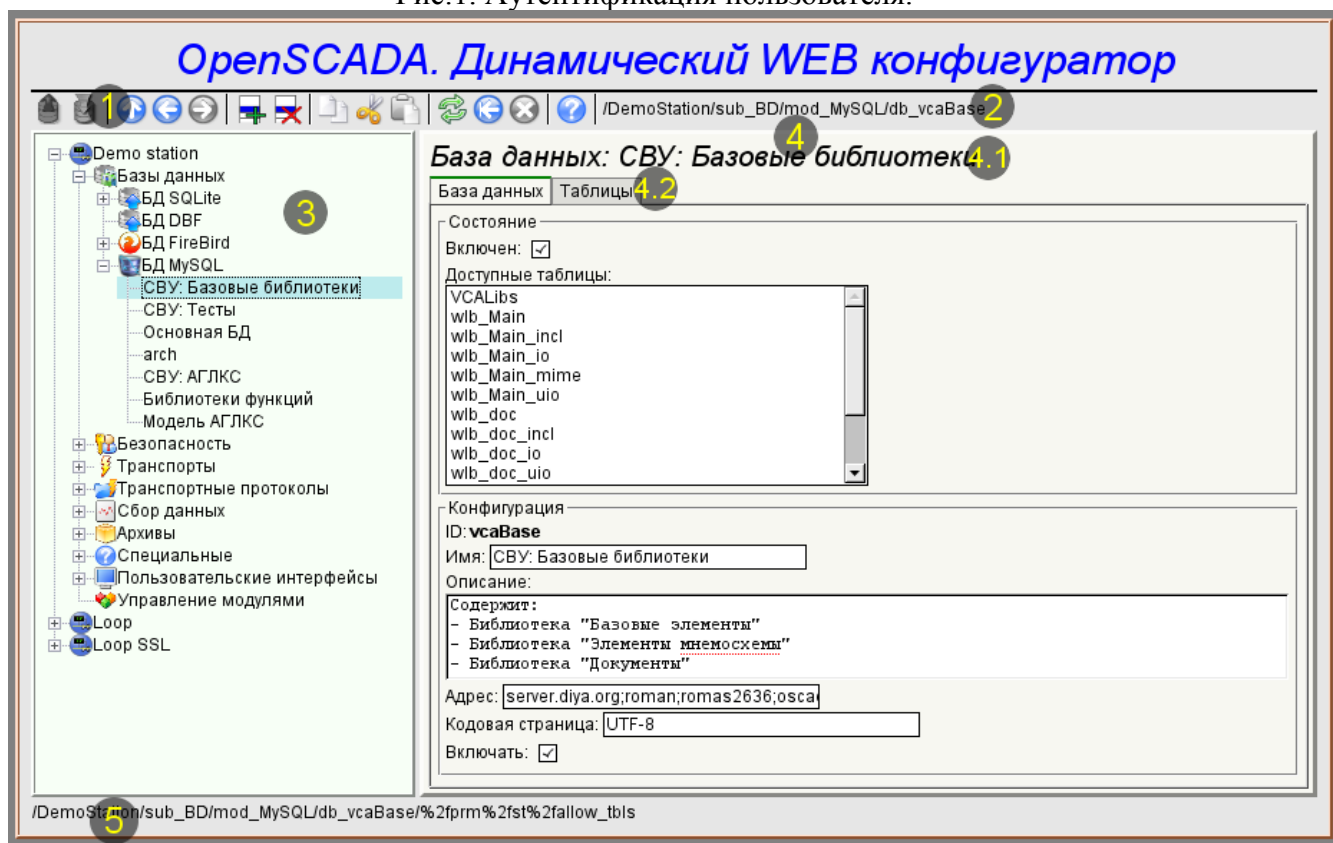 Рис.1. Аутентификация пользователя.
OpenSCADA. Динамический WEB конфигуратор
1
/DemoStation/sub_BD/mod_MySQL/db_vcaBase
2
Demo station
Базы данных
БД SQLite
БД DBF
БД FireBird
БД MySQL
СВУ: Базовые библиотеки
СВУ: Тесты
Основная БД
arch
СВУ: АГЛКС
Библиотеки функций
Модель АГЛКС
Безопасность
Транспорты
Транспортные протоколы
Сбор данных
Архивы
Специальные
Пользовательские интерфейсы
Управление модулями
Loop
Loop SSL
3
4
База данных: СВУ: Базовые библиотеки
4.1
База данных Таблицы
4.2
Состояние
Включен:
Доступные таблицы:
VCALibs
wlb_Main
wlb_Main_incl
wlb_Main_io
wlb_Main_mime
wlb_Main_uio
wlb_doc
wlb_doc_incl
wlb_doc_io
wlb_doc_uio
Конфигурация
ID: vcaBase
Имя: СВУ: Базовые библиотеки
Описание:
Содержит:
- Библиотека "Базовые элементы"
- Библиотека "Элементы мнемосхемы"
- Библиотека "Документы"
Адрес: server.diya.org;roman;romas2636;osca
Кодовая страница: UTF-8
Включать:
/DemoStation/sub_BD/mod_MySQL/db_vcaBase/%2fprm%2fst%2fallow_tbls
5